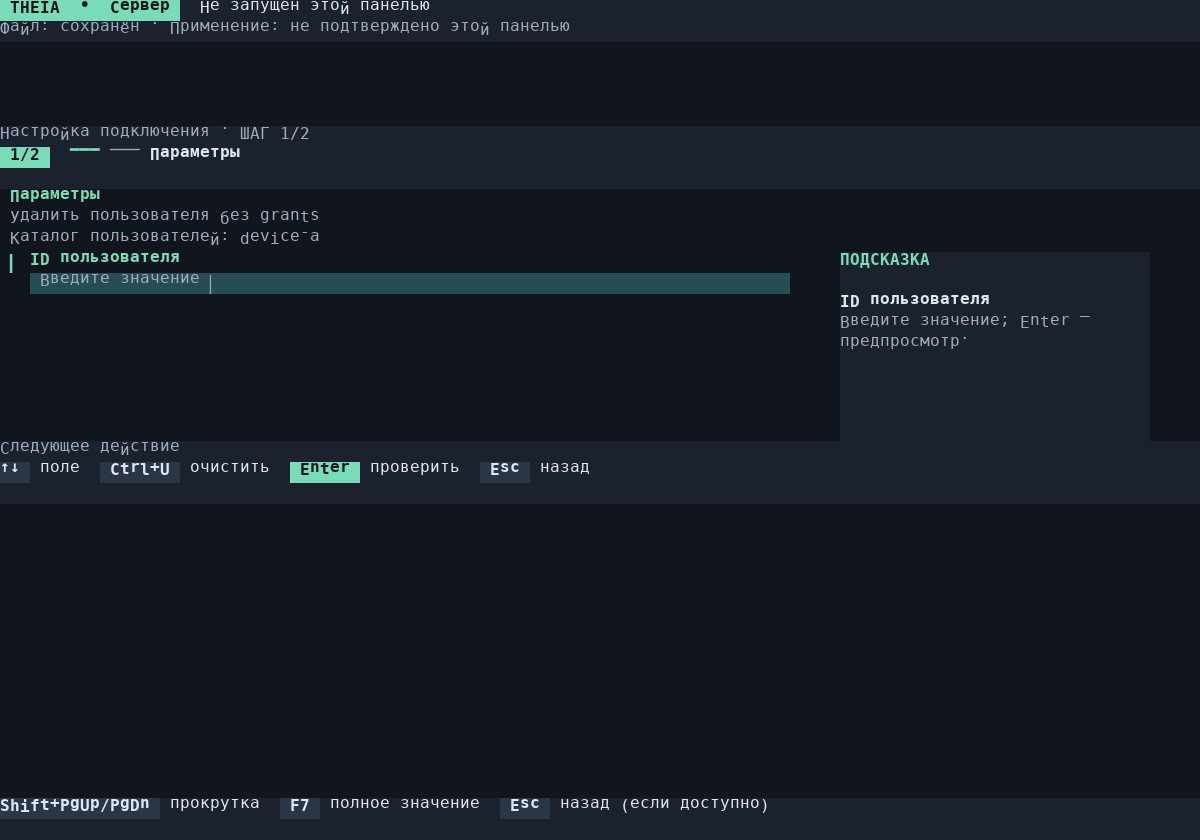 THEIA • Сервер Не запущен этой панелью
Файл: сохранён · Применение: не подтверждено этой панелью
Настройка подключения · ШАГ 1/2
1/2 ━━━ ─── Параметры
Параметры
Удалить пользователя без grants
Каталог пользователей: device-a
ID пользователя
Введите значение
ПОДСКАЗКА
ID пользователя
Введите значение; Enter —
предпросмотр.
Следующее действие
↑↓ поле Ctrl+U очистить Enter проверить Esc назад
Shift+PgUp/PgDn прокрутка F7 полное значение Esc назад (если доступно)